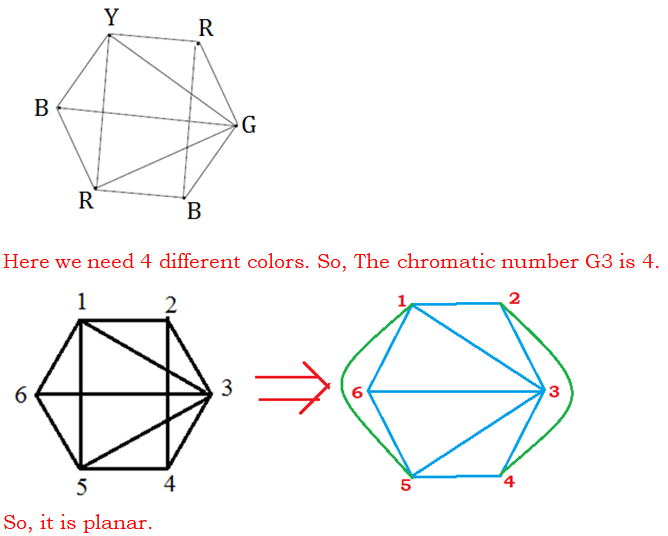 Y
R
B
G
R
B
Here we need 4 different colors. So, The chromatic number G3 is 4.
1 2
6 3
5 4
1 2
6 3
5 4
So, it is planar.